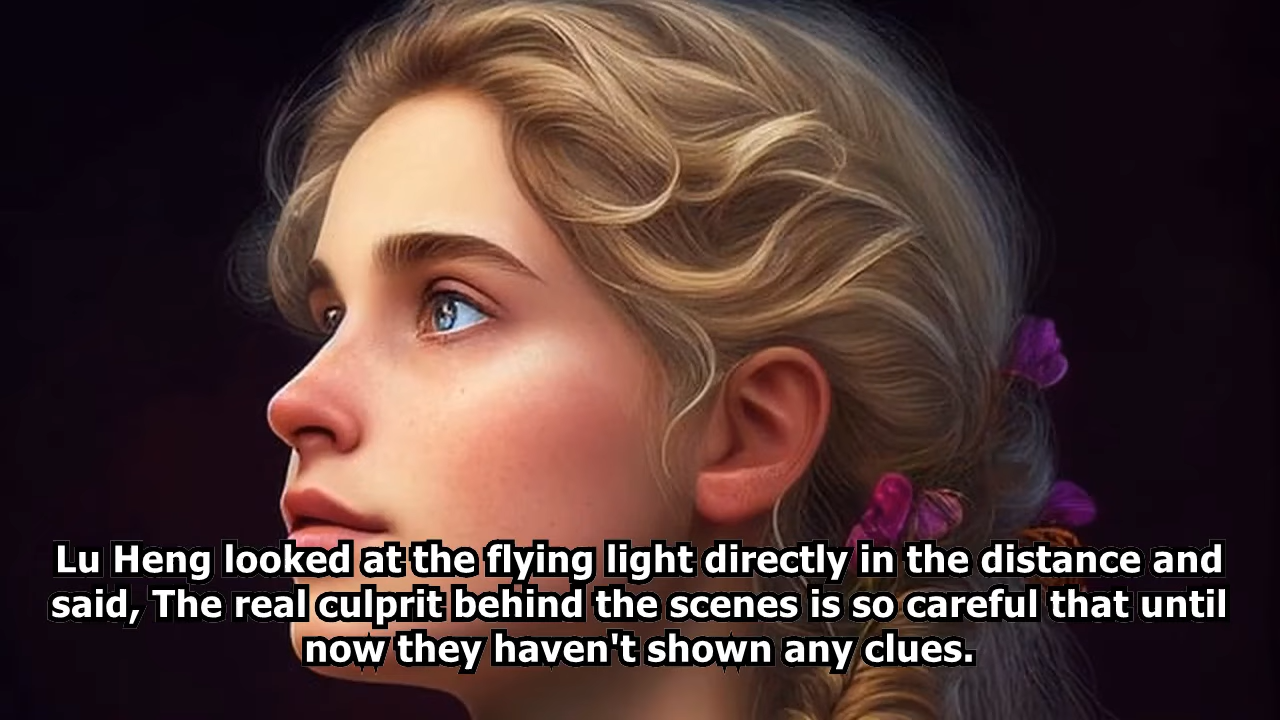 Lu Heng looked at the flying light directly in the distance and
said, The real culprit behind the scenes is so careful that until
now they haven't shown any clues.